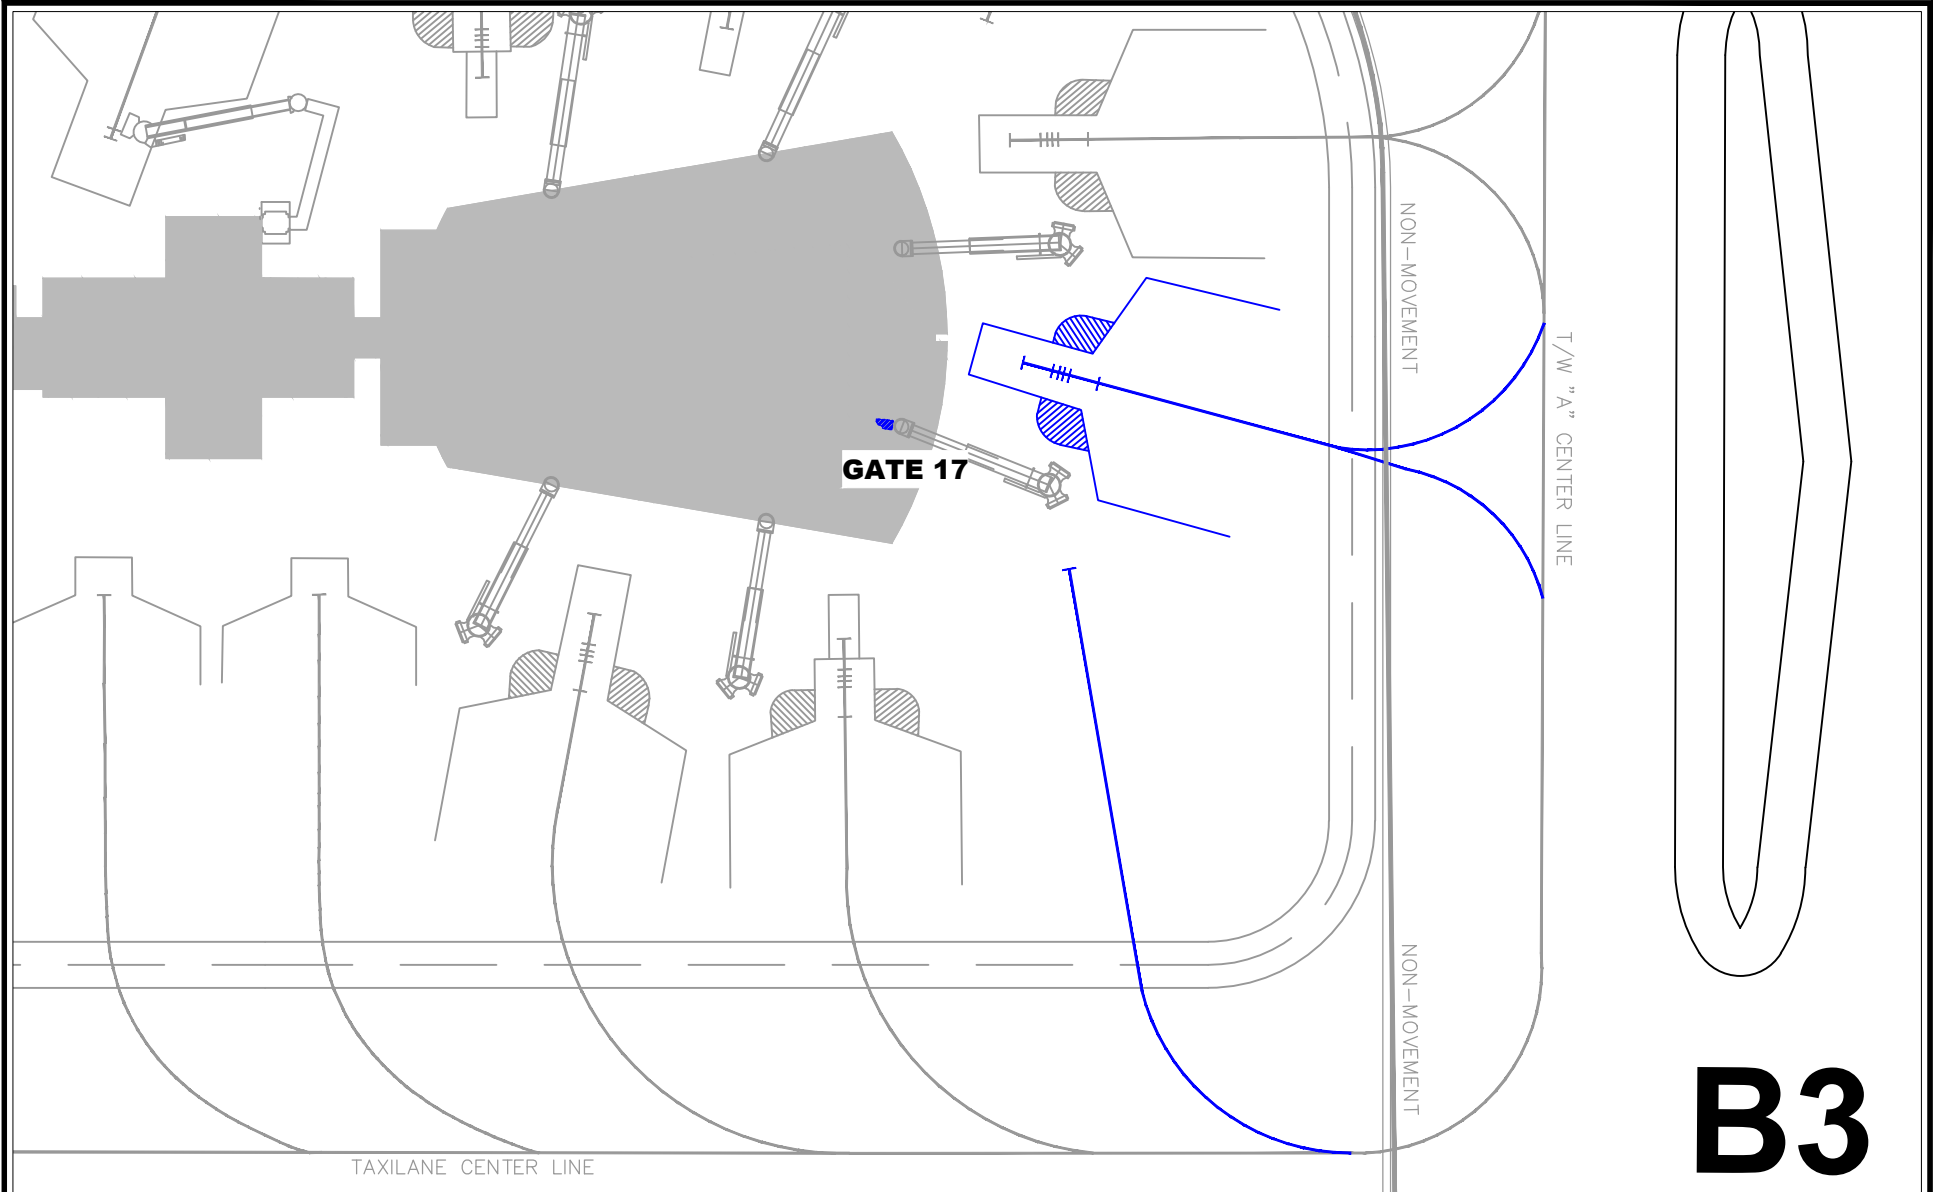 NON-MOVEMENT
T/W "A" CENTER LINE
GATE 17
NON-MOVEMENT
B3
TAXILANE CENTER LINE